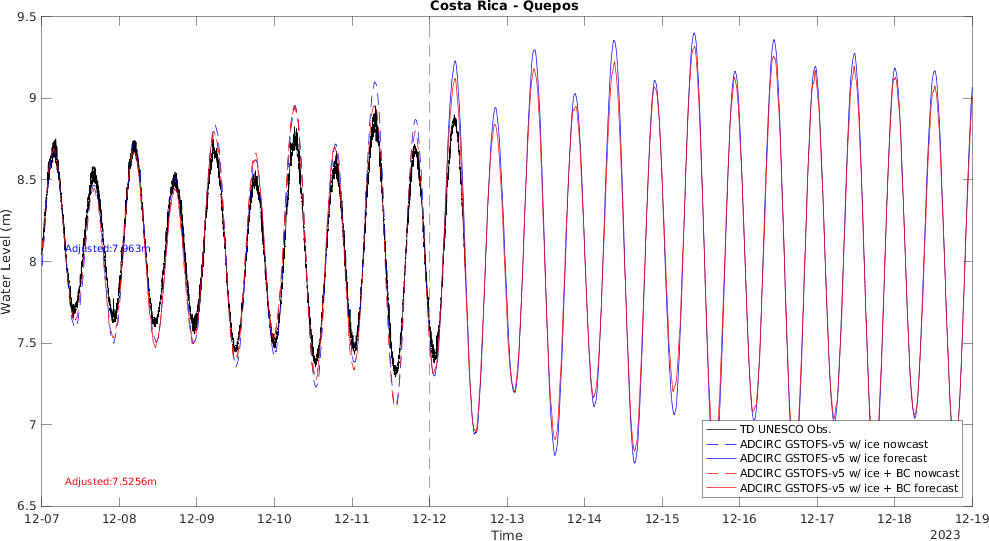 Costa Rica - Quepos
9.5
9
8.5
8
7.5
7
6.5
Water Level (m)
Adjusted:7.963m
Adjusted:7.5256m
TD UNESCO Obs.
ADCIRC GSTOFS-v5 w/ ice nowcast
ADCIRC GSTOFS-v5 w/ ice forecast
ADCIRC GSTOFS-v5 w/ ice + BC nowcast
ADCIRC GSTOFS-v5 w/ ice + BC forecast
12-07 12-08 12-09 12-10 12-11 12-12 12-13 12-14 12-15 12-16 12-17 12-18 12-19
Time
2023